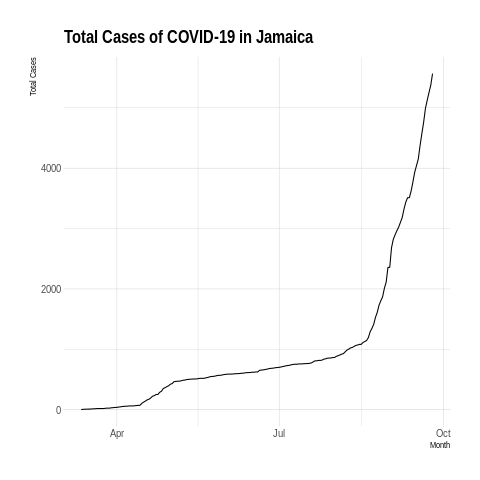 Total Cases of COVID-19 in Jamaica
Total Cases
4000
2000
0
Apr
Jul
Oct
Month